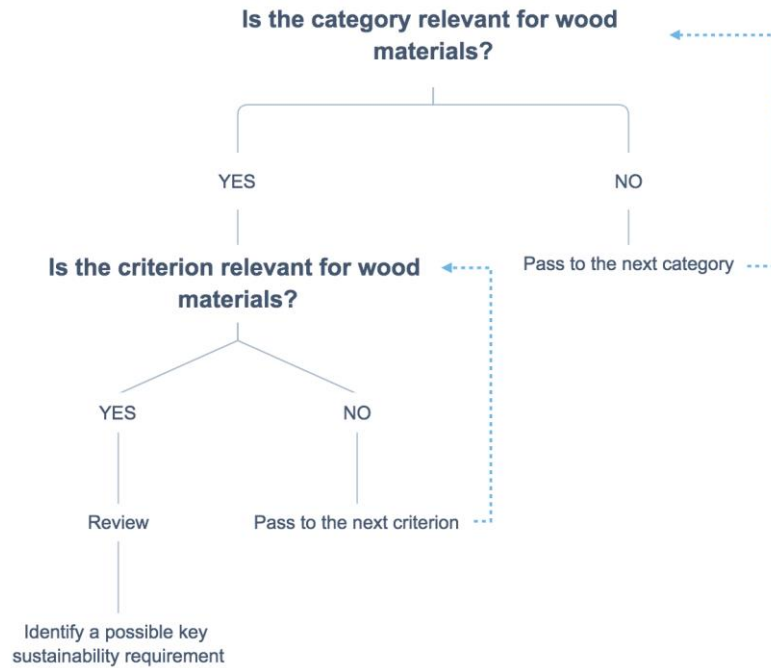 Is the category relevant for wood
materials?
YES
NO
Is the criterion relevant for wood
materials?
Pass to the next category
YES
NO
Review
Pass to the next criterion
Identify a possible key
sustainability requirement